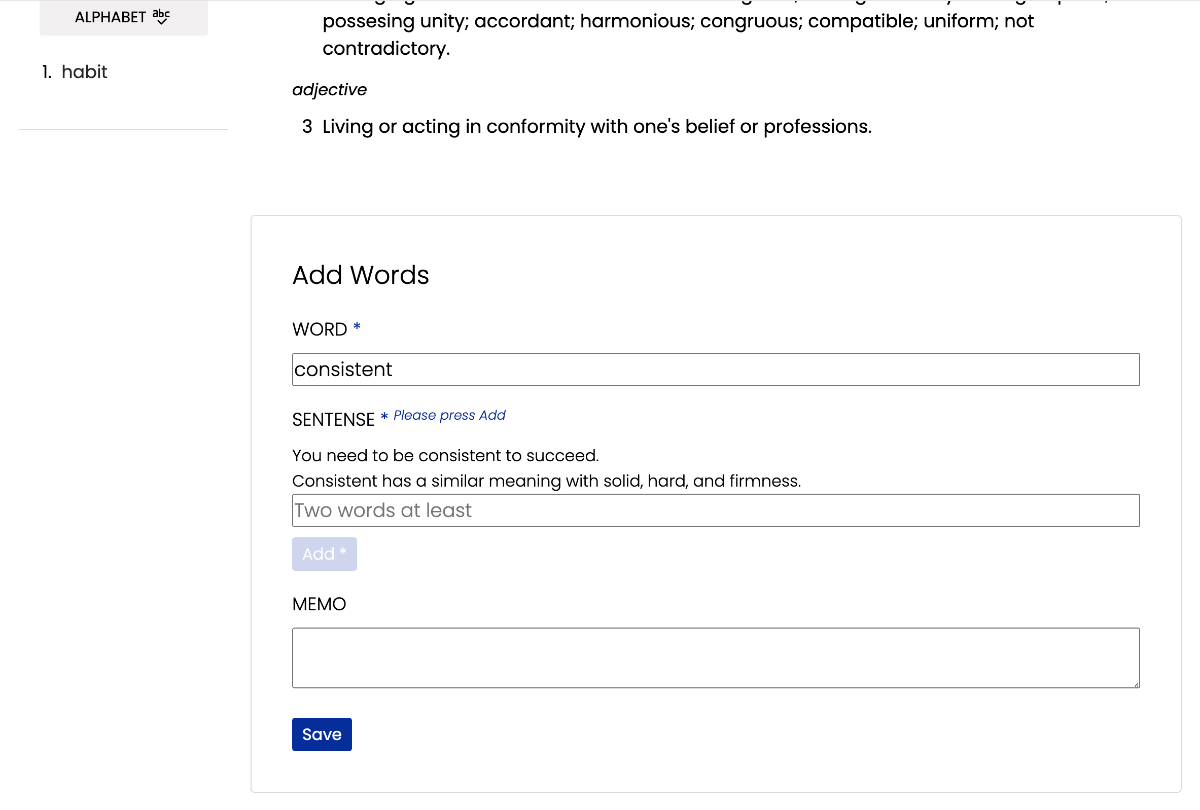 ALPHABET abc
1. habit
possesing unity; accordant; harmonious; congruous; compatible; uniform; not
contradictory.
adjective
3 Living or acting in conformity with one's belief or professions.
Add Words
WORD *
consistent
SENTENSE * Please press Add
You need to be consistent to succeed.
Consistent has a similar meaning with solid, hard, and firmness.
Two words at least
Add *
MEMO
Save